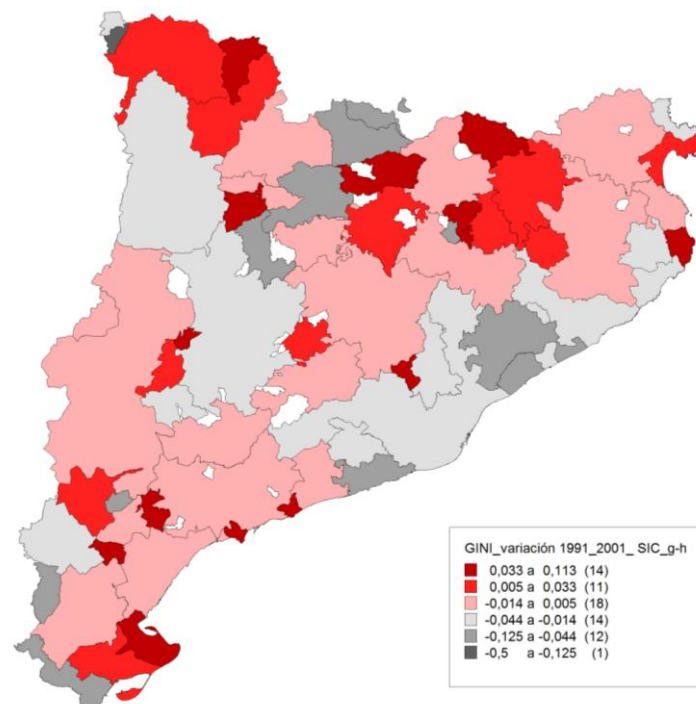 GINI_variación 1991_2001_ SIC_g-h
0,033 a 0,113 (14)
0,005 a 0,033 (11)
-0,014 a 0,005 (18)
-0,044 a -0,014 (14)
-0,125 a -0,044 (12)
-0,5 a -0,125 (1)